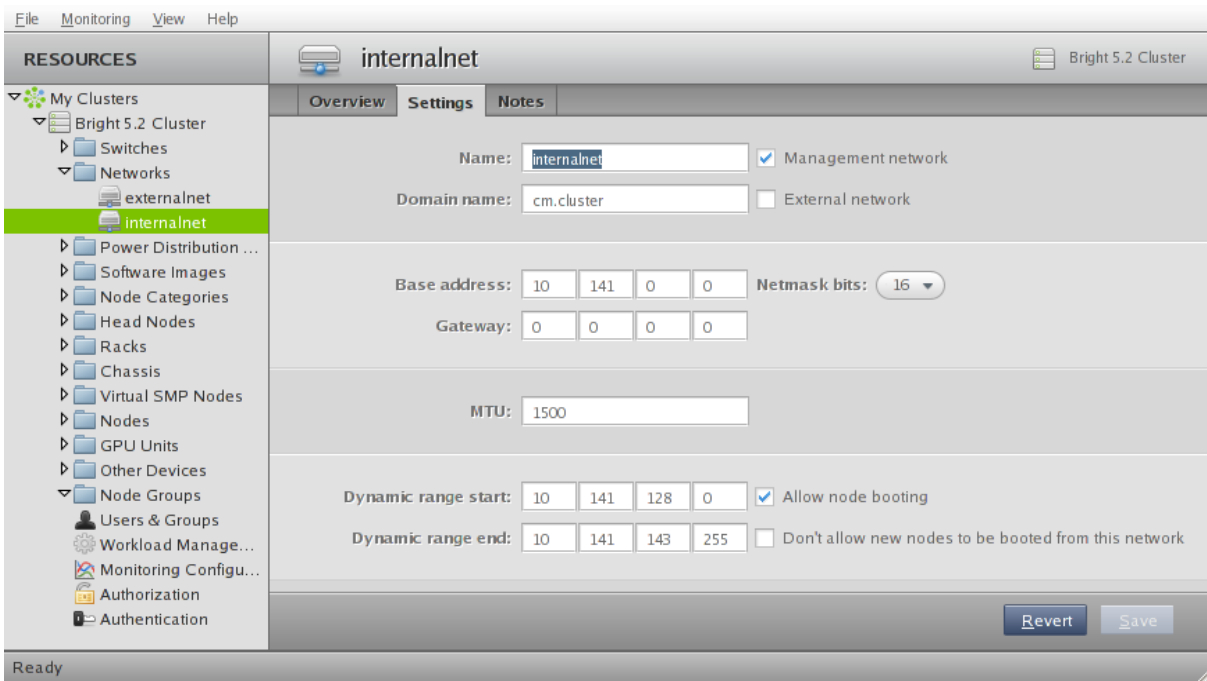 File Monitoring View Help
RESOURCES
internalnet
Bright 5.2 Cluster
My Clusters
Bright 5.2 Cluster
Switches
Networks
externalnet
internalnet
Power Distribution ...
Software Images
Node Categories
Head Nodes
Racks
Chassis
Virtual SMP Nodes
Nodes
GPU Units
Other Devices
Node Groups
Users & Groups
Workload Manage...
Monitoring Configu...
Authorization
Authentication
Overview Settings Notes
Name: internalnet Management network
Domain name: cm.cluster External network
Base address: 10 141 0 0 Netmask bits: 16
Gateway: 0 0 0 0
MTU: 1500
Dynamic range start: 10 141 128 0 Allow node booting
Dynamic range end: 10 141 143 255 Don't allow new nodes to be booted from this network
Revert Save
Ready